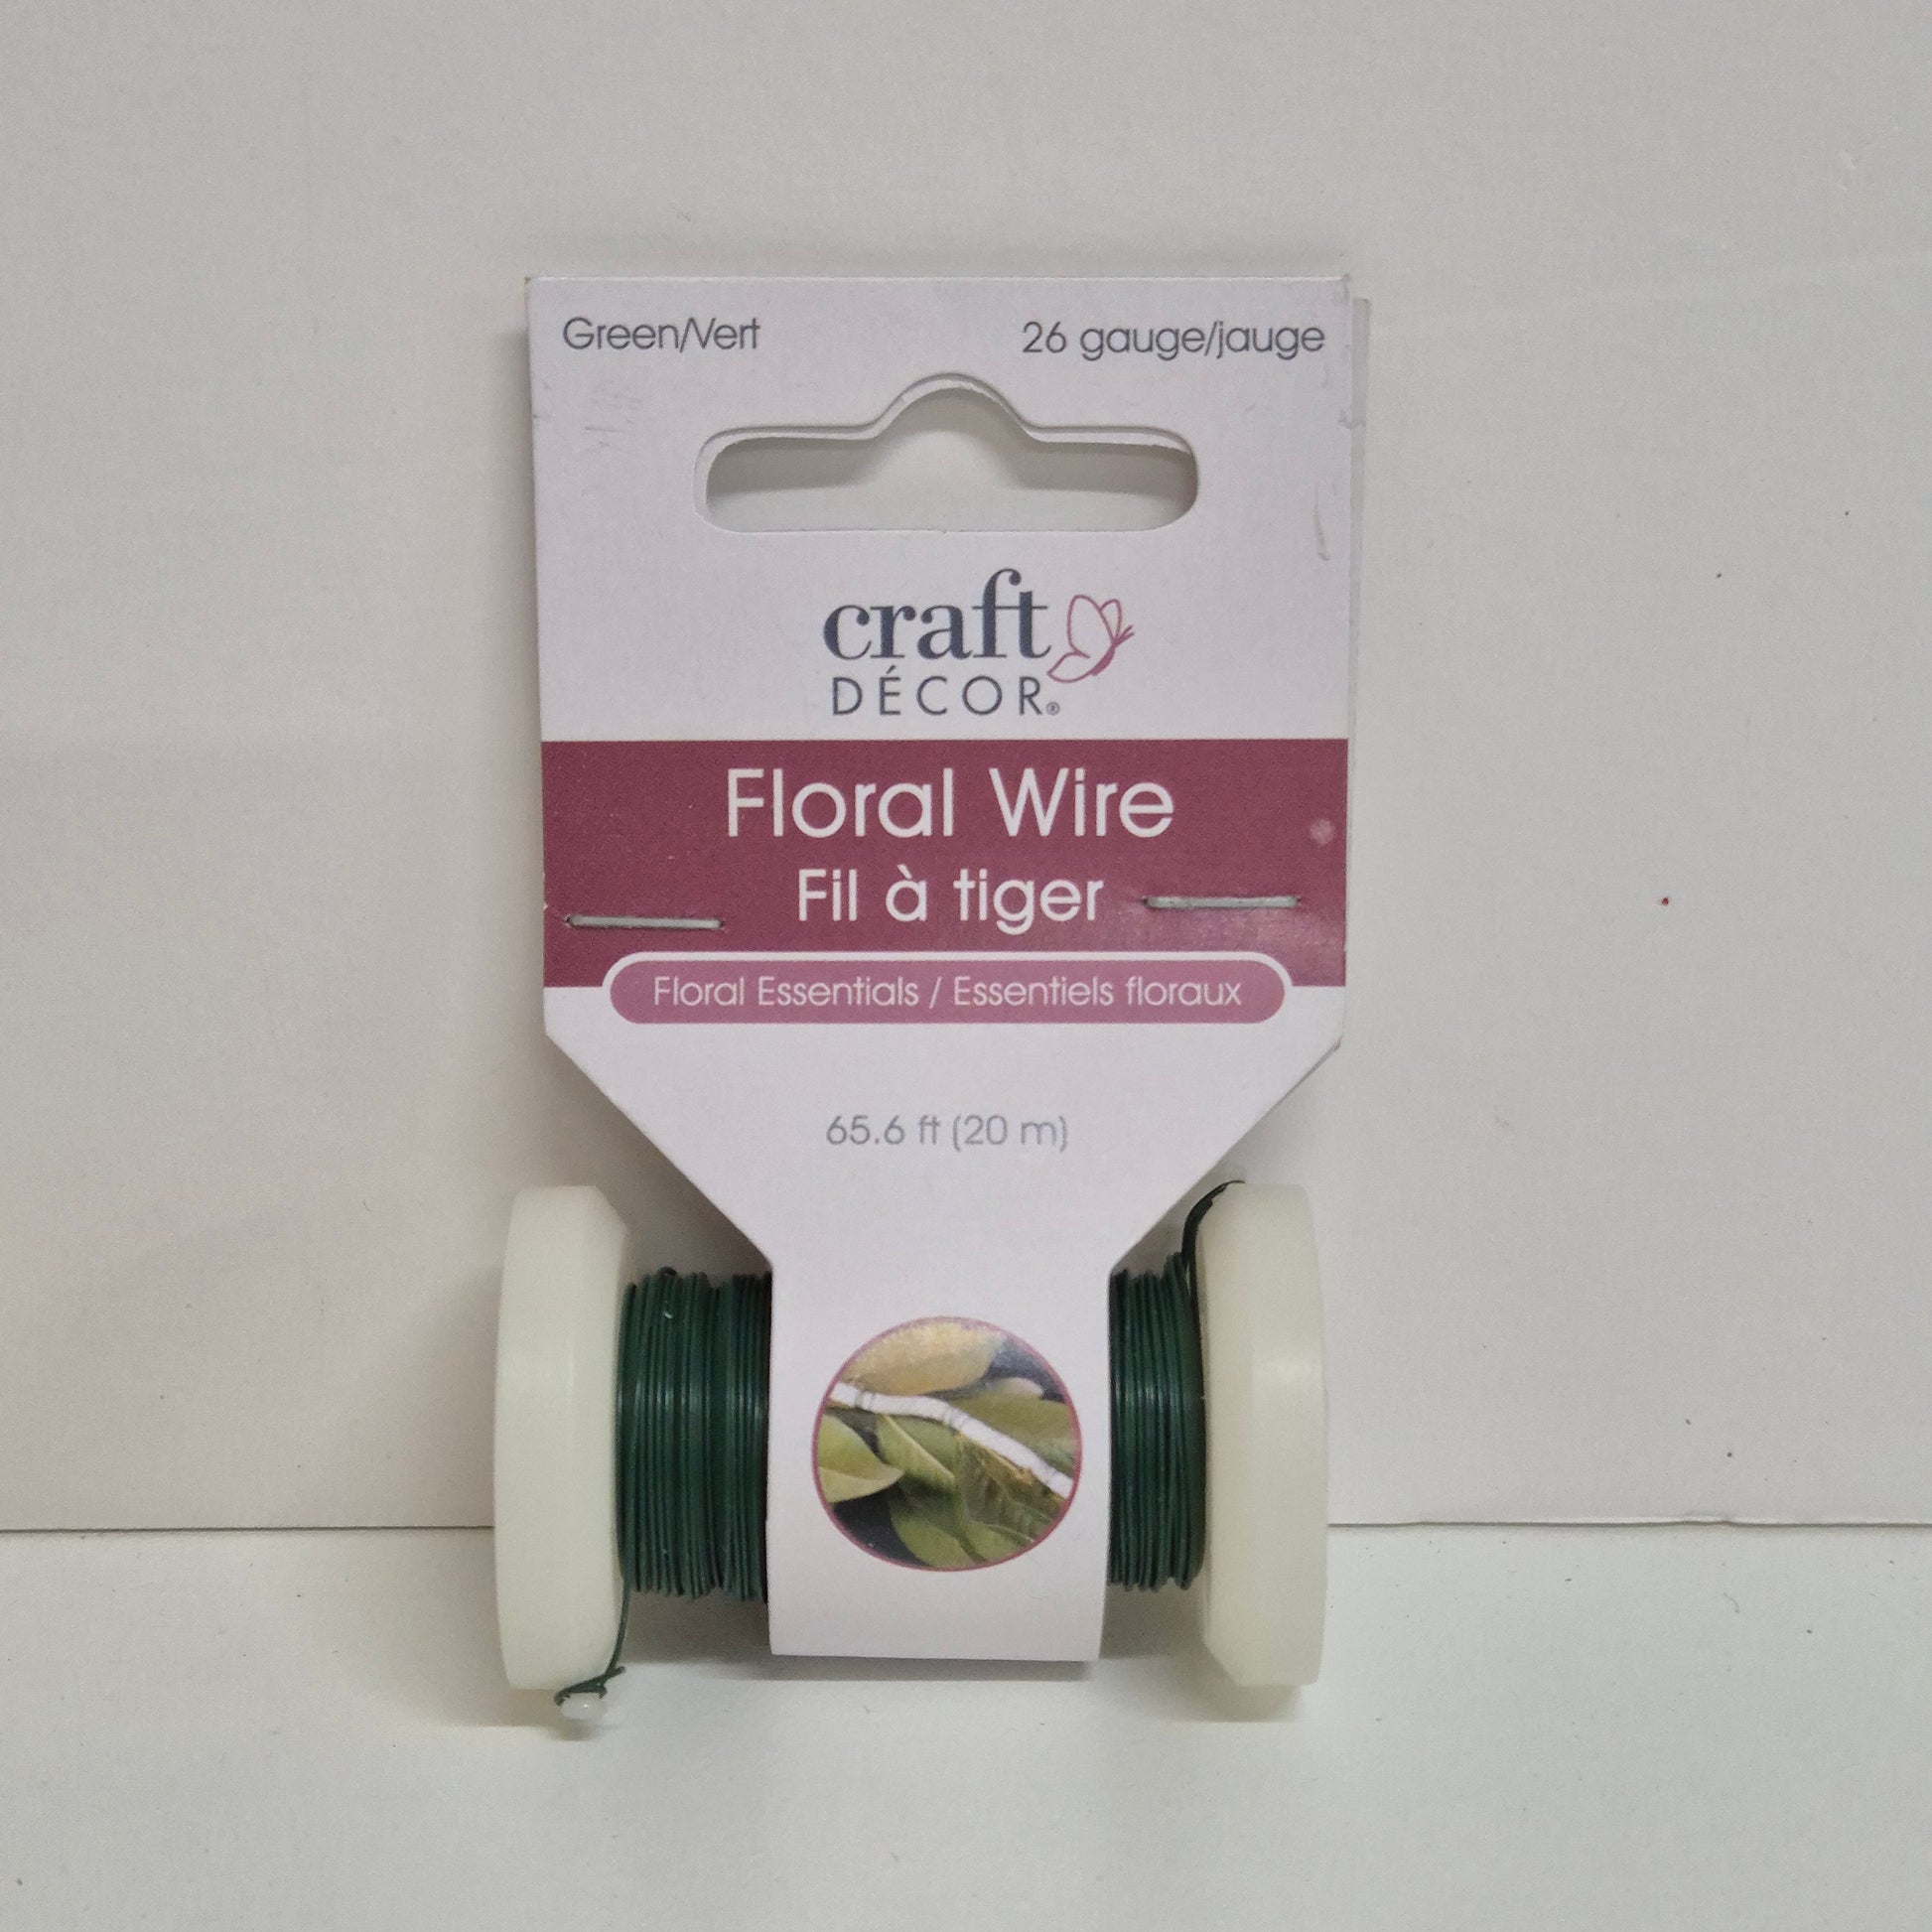 Green/Vert
26 gauge/jauge
craft
DÉCOR®
Floral Wire
Fil à tiger
Floral Essentials / Essentiels floraux
65.6 ft (20 m)